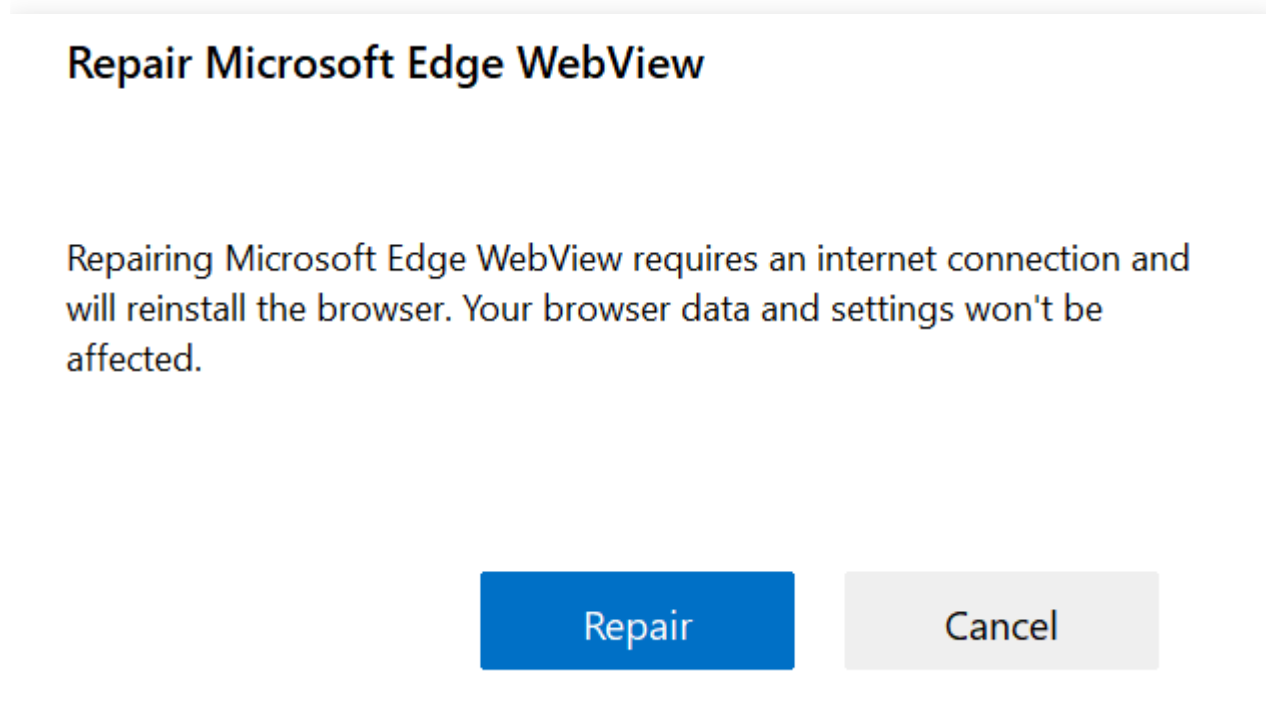 Repair Microsoft Edge WebView
Repairing Microsoft Edge WebView requires an internet connection and
will reinstall the browser. Your browser data and settings won't be
affected.
Repair
Cancel